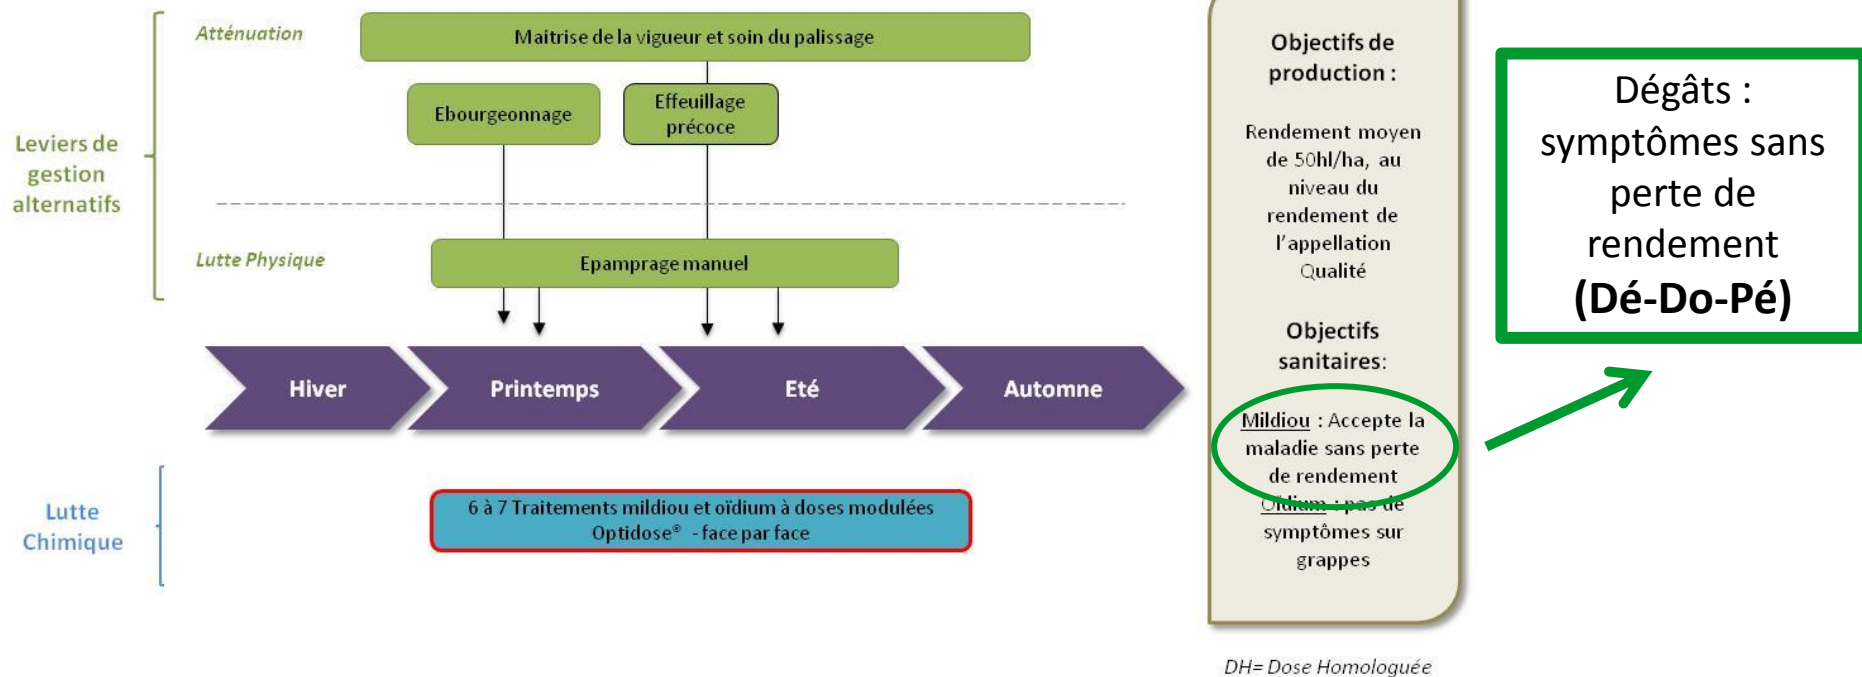 Atténuation
Maitrise de la vigueur et soin du palissage
Ebourgeonnage
Effeuillage
précoce
Leviers de
gestion
alternatifs
Lutte Physique
Epamprage manuel
Hiver
Printemps
Eté
Automne
Lutte
Chimique
6 à 7 Traitements mildiou et oïdium à doses modulées
Optidose® - face par face
Objectifs de
production :
Rendement moyen
de 50hl/ha, au
niveau du
rendement de
l'appellation
Qualité
Objectifs
sanitaires:
Mildiou : Accepte la
maladie sans perte
de rendement
Oïdium : pas de
symptômes sur
grappes
DH= Dose Homologuée
Dégâts :
symptômes sans
perte de
rendement
(Dé-Do-Pé)